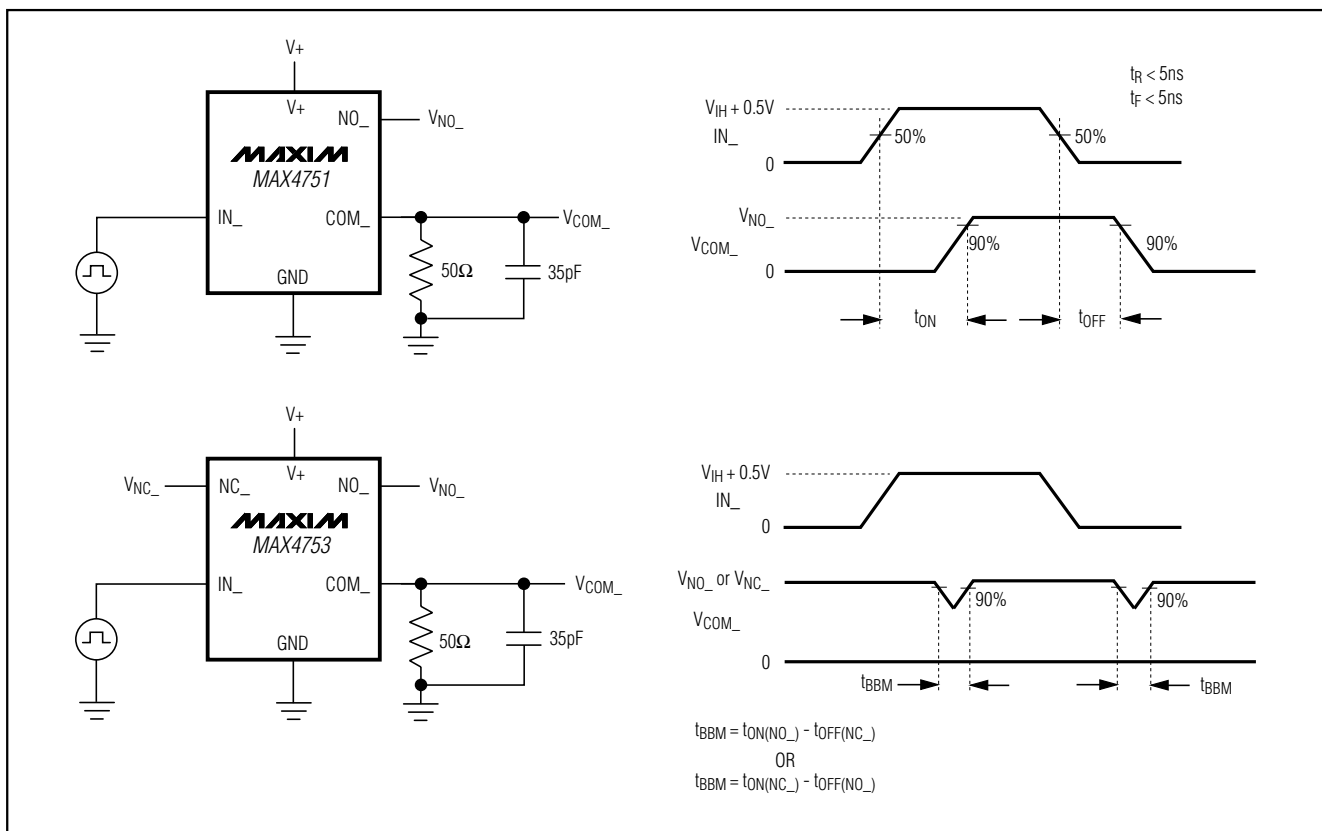 V+
V+
NO_
V_NO_
MAXIM
MAX4751
IN_
COM_
V_COM_
50Ω
35pF
GND
t_R < 5ns
t_F < 5ns
V_IH + 0.5V
IN_
50%
50%
0
V_NO_
V_COM_
90%
90%
0
t_ON
t_OFF
V+
V+
V_NC_
NC_
NO_
V_NO_
MAXIM
MAX4753
IN_
COM_
V_COM_
50Ω
35pF
GND
V_IH + 0.5V
IN_
0
V_NO_ or V_NC_
90%
90%
V_COM_
0
t_BBM
t_BBM
t_BBM = t_ON(NO_) - t_OFF(NC_)
OR
t_BBM = t_ON(NC_) - t_OFF(NO_)